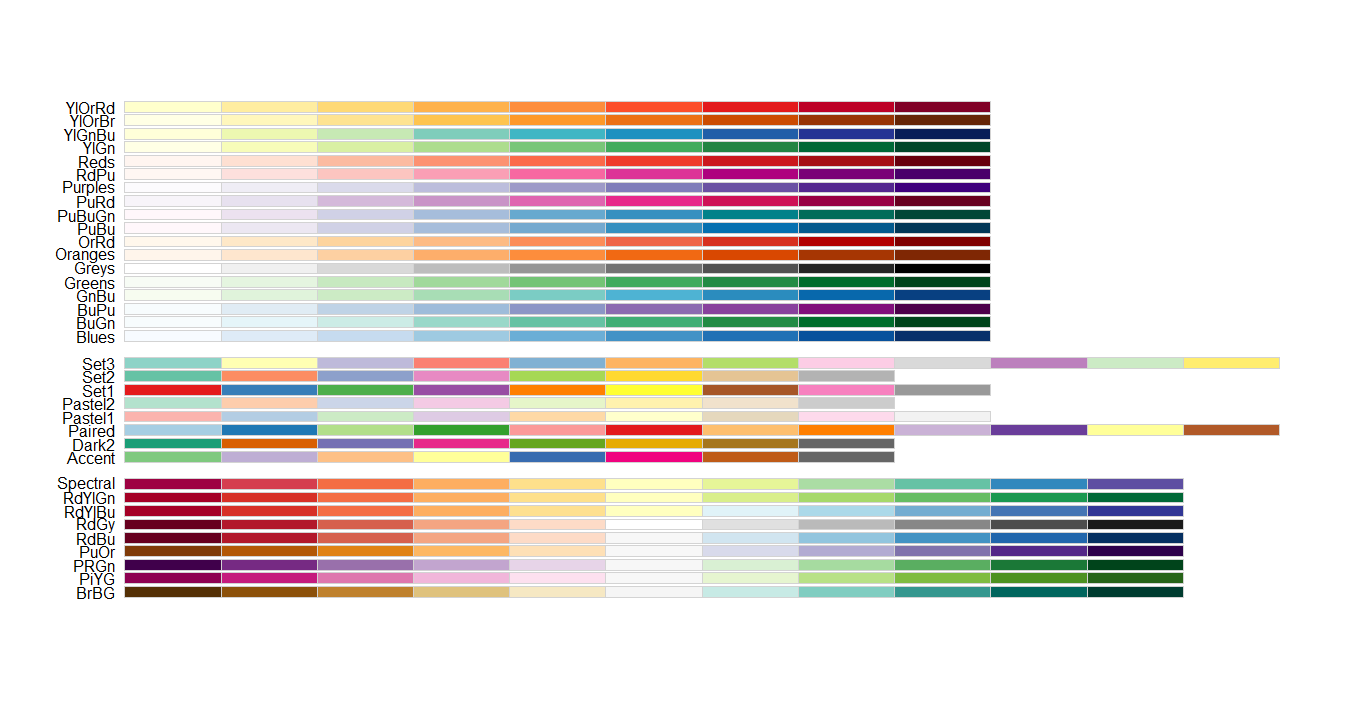 YlOrRd
YlOrBr
YlGnBu
YlGn
Reds
RdPu
Purples
PuRd
PuBuGn
PuBu
OrRd
Oranges
Greys
Greens
GnBu
BuPu
BuGn
Blues
Set3
Set2
Set1
Pastel2
Pastel1
Paired
Dark2
Accent
Spectral
RdYlGn
RdYlBu
RdGy
RdBu
PuOr
PRGn
PiYG
BrBG